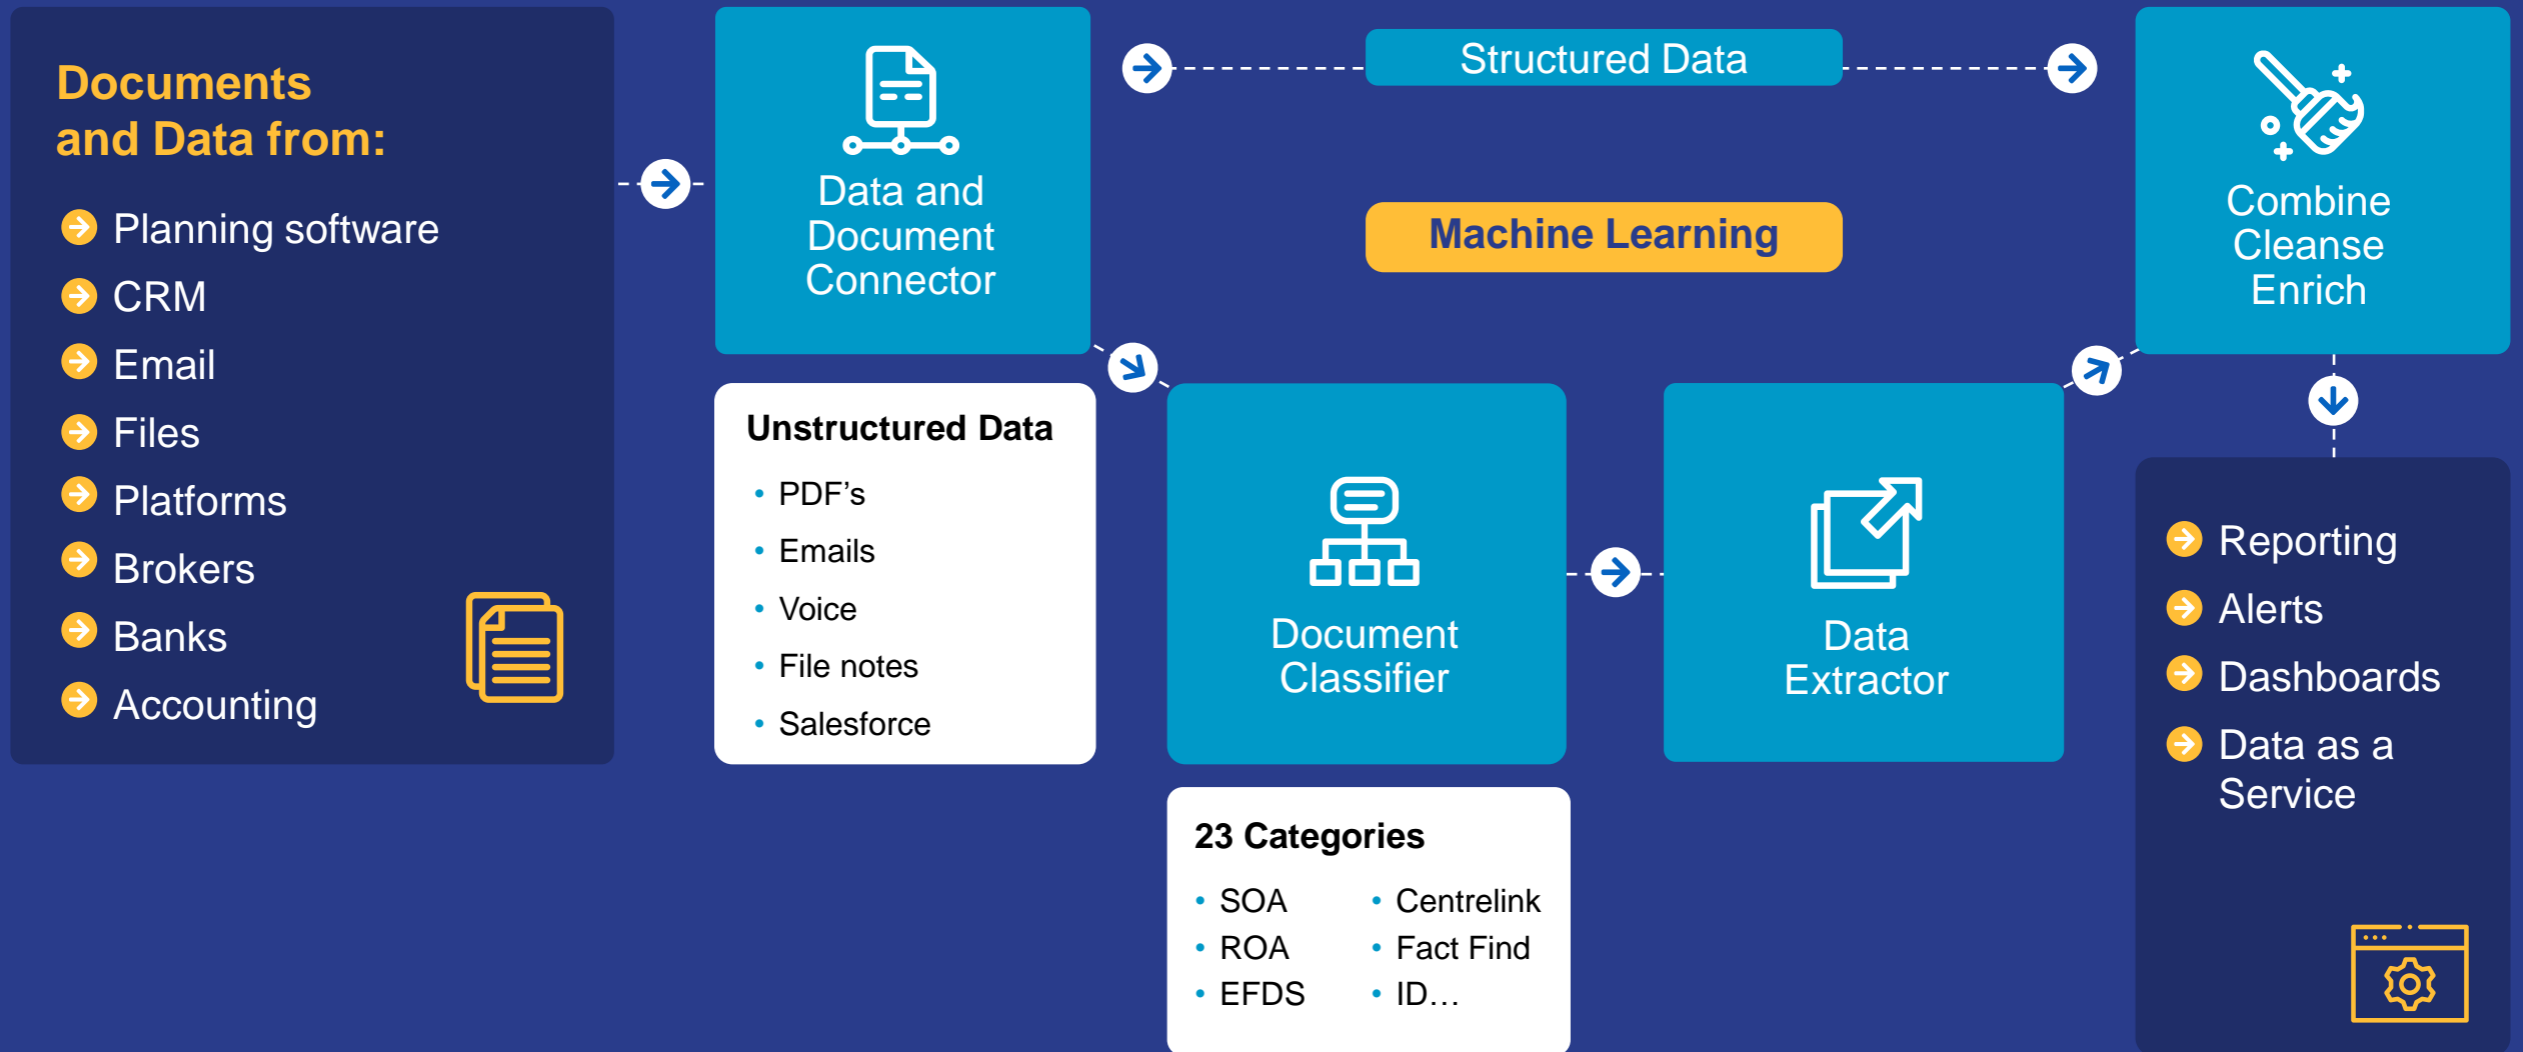 Documents
and Data from:
Planning software
CRM
Email
Files
Platforms
Brokers
Banks
Accounting
Data and
Document
Connector
Structured Data
Machine Learning
Combine
Cleanse
Enrich
Unstructured Data
• PDF’s
• Emails
• Voice
• File notes
• Salesforce
Document
Classifier
Data
Extractor
23 Categories
• SOA
• ROA
• EFDS
• Centrelink
• Fact Find
• ID…
Reporting
Alerts
Dashboards
Data as a
Service